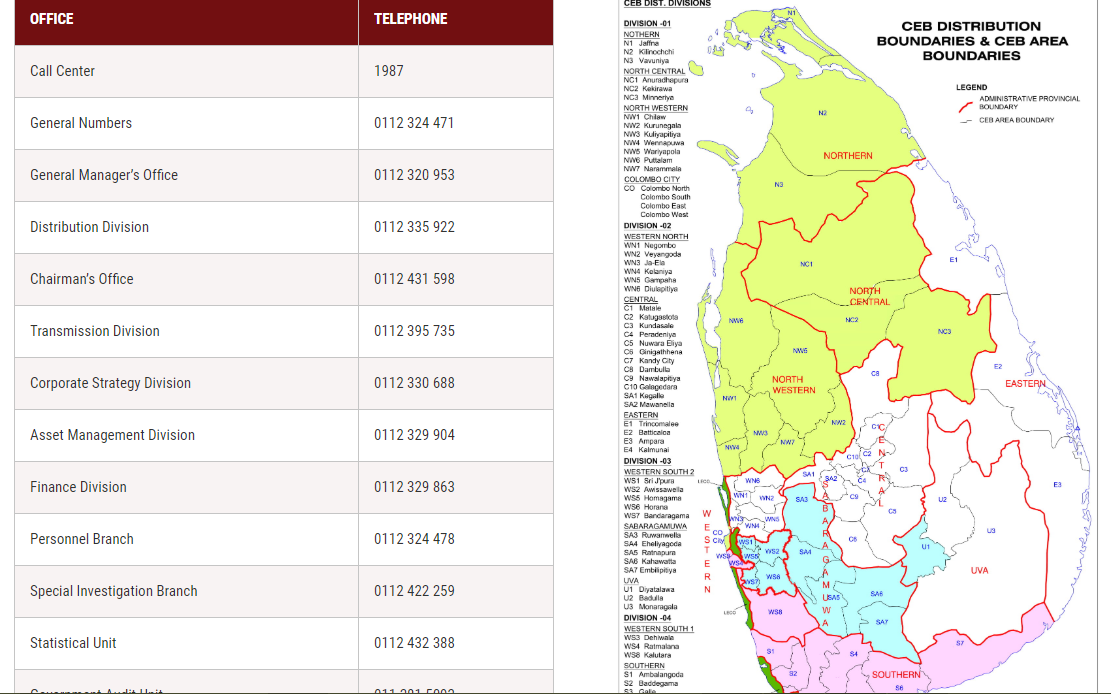 OFFICE TELEPHONE
Call Center 1987
General Numbers 0112 324 471
General Manager's Office 0112 320 953
Distribution Division 0112 335 922
Chairman's Office 0112 431 598
Transmission Division 0112 395 735
Corporate Strategy Division 0112 330 688
Asset Management Division 0112 329 904
Finance Division 0112 329 863
Personnel Branch 0112 324 478
Special Investigation Branch 0112 422 259
Statistical Unit 0112 432 388
CEB DIST. DIVISIONS
DIVISION -01
NOTHERN
N1 Jaffna
N2 Kilinochchi
N3 Vavuniya
NORTH CENTRAL
NC1 Anuradhapura
NC2 Kekirawa
NC3 Minneriya
NORTH WESTERN
NW1 Chilaw
NW2 Kurunegala
NW3 Kuliyapitiya
NW4 Wennapuwa
NW5 Wariyapola
NW6 Puttalam
NW7 Narammala
COLOMBO CITY
CO Colombo North
Colombo South
Colombo East
Colombo West
DIVISION -02
WESTERN NORTH
WN1 Negombo
WN2 Veyangoda
WN3 Ja-Ela
WN4 Kelaniya
WN5 Gampaha
WN6 Divlapitiya
CENTRAL
C1 Matale
C2 Katugastota
C3 Kundasale
C4 Peradeniya
C5 Nuwara Eliya
C6 Ginigathhena
C7 Kandy City
C8 Dambulla
C9 Nawalapitiya
C10 Galagedara
SA1 Kegalle
SA2 Mawanella
EASTERN
E1 Trincomalee
E2 Batticaloa
E3 Ampara
E4 Kalmunai
DIVISION -03
WESTERN SOUTH 2
WS1 Sri J'pura
WS2 Awissawella
WS5 Homagama
WS6 Horana
WS7 Bandaragama
SABARAGAMUWA
SA3 Ruwanwella
SA4 Eheliyagoda
SA5 Ratnapura
SA6 Kahawatta
SA7 Embilipitiya
UVA
U1 Diyatalawa
U2 Badulla
U3 Monaragala
DIVISION -04
WESTERN SOUTH 1
WS3 Dehiwala
WS4 Ratmalana
WS8 Kalutara
SOUTHERN
S1 Ambalangoda
S2 Baddegama
S3 Galle
CEB DISTRIBUTION
BOUNDARIES & CEB AREA
BOUNDARIES
LEGEND
ADMINISTRATIVE PROVINCIAL
BOUNDARY
CEB AREA BOUNDARY
N1
N2
NORTHERN
N3
E1
NC1
NORTH
CENTRAL
NW6
NC2
NC3
NW5
E2
C8
NORTH
WESTERN
EASTERN
NW1
NW2
C1
NW3
NW7
NW4
C2
C10
C3
SA1
SA2
C4
LECO
WN6
E3
WN1
WN2
SA3
C9
U2
CENTRAL
SABARAGAMUWA
WESTERN
C5
WN3
WN5
WN4
U3
CO
City
WS1
C6
U1
WS2
SA4
WS5
WS3
WS4
UVA
WS6
WS7
SA6
SA5
LECO
WS8
SA7
S7
S1
S4
S2
SOUTHERN
S6